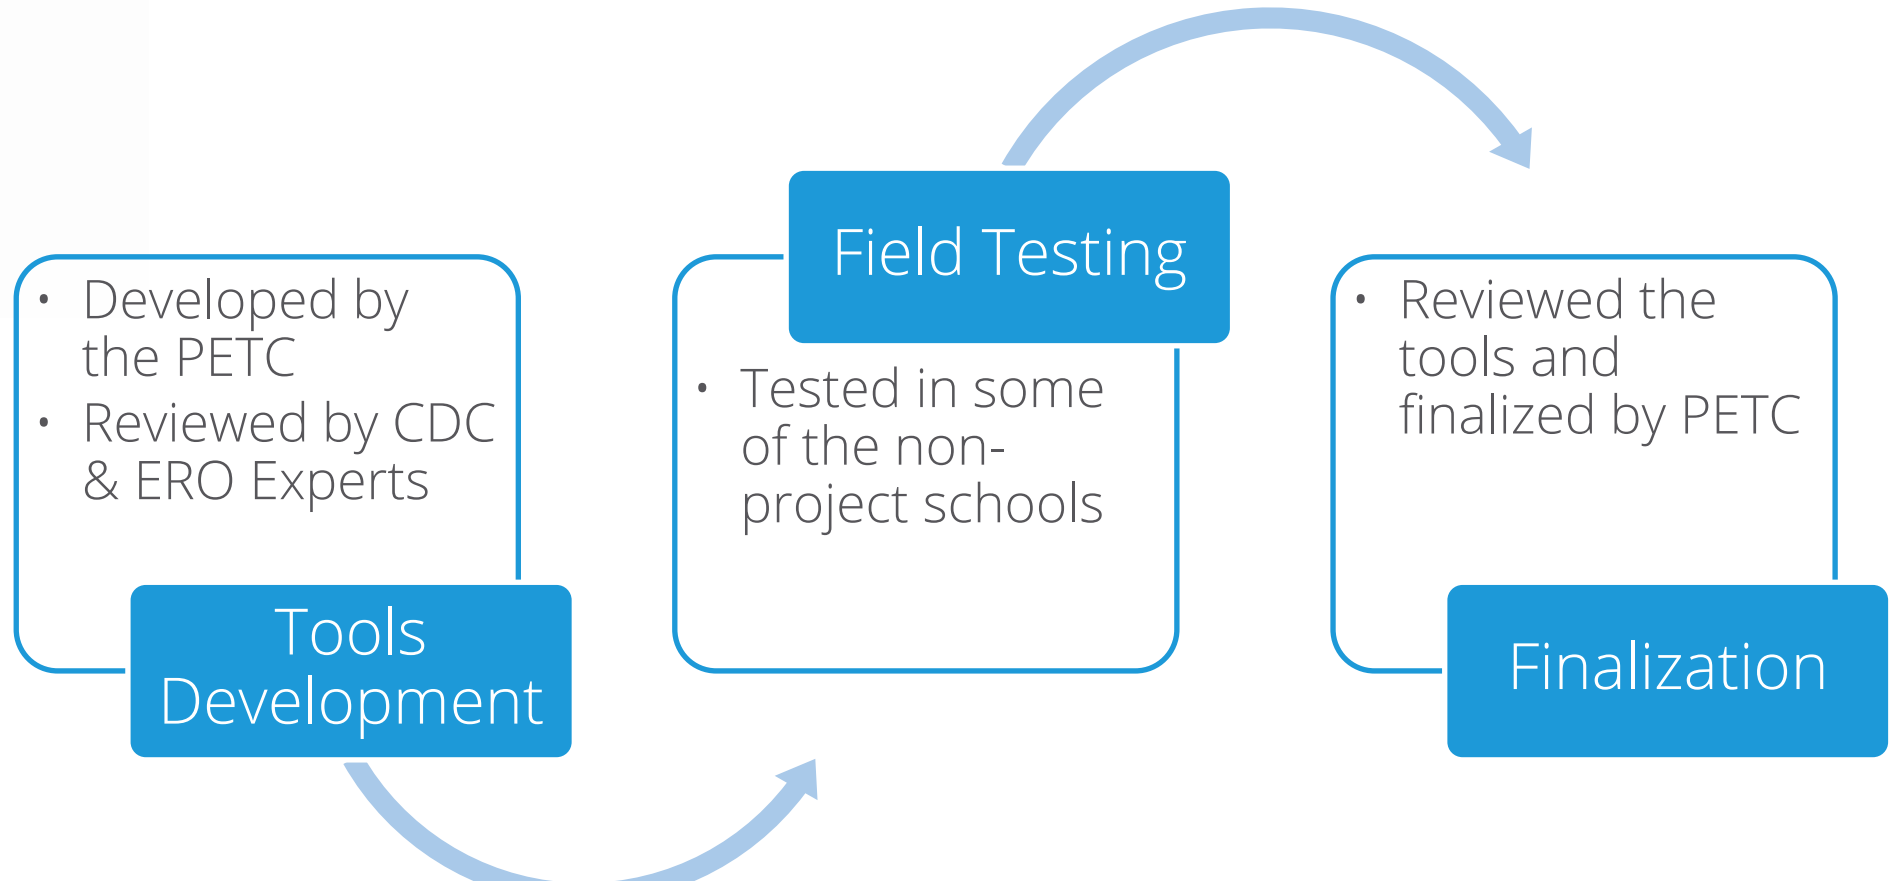 • Developed by
the PETC
• Reviewed by CDC
& ERO Experts
Tools
Development
Field Testing
• Tested in some
of the non-
project schools
• Reviewed the
tools and
finalized by PETC
Finalization